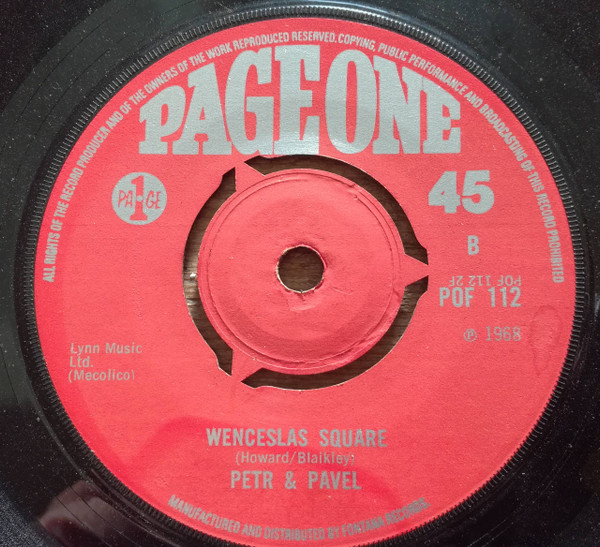 ALL RIGHTS OF THE RECORD PRODUCER AND OF THE OWNERS OF THE WORK REPRODUCED RESERVED. COPYING, PUBLIC PERFORMANCE AND BROADCASTING OF THIS RECORD PROHIBITED
PAGE ONE
1
PA GE
45
B
POF 112 2F
POF 112
℗ 1968
Lynn Music
Ltd.
(Mecolico)
WENCESLAS SQUARE
(Howard/Blaikley)
PETR & PAVEL
MANUFACTURED AND DISTRIBUTED BY FONTANA RECORDS.